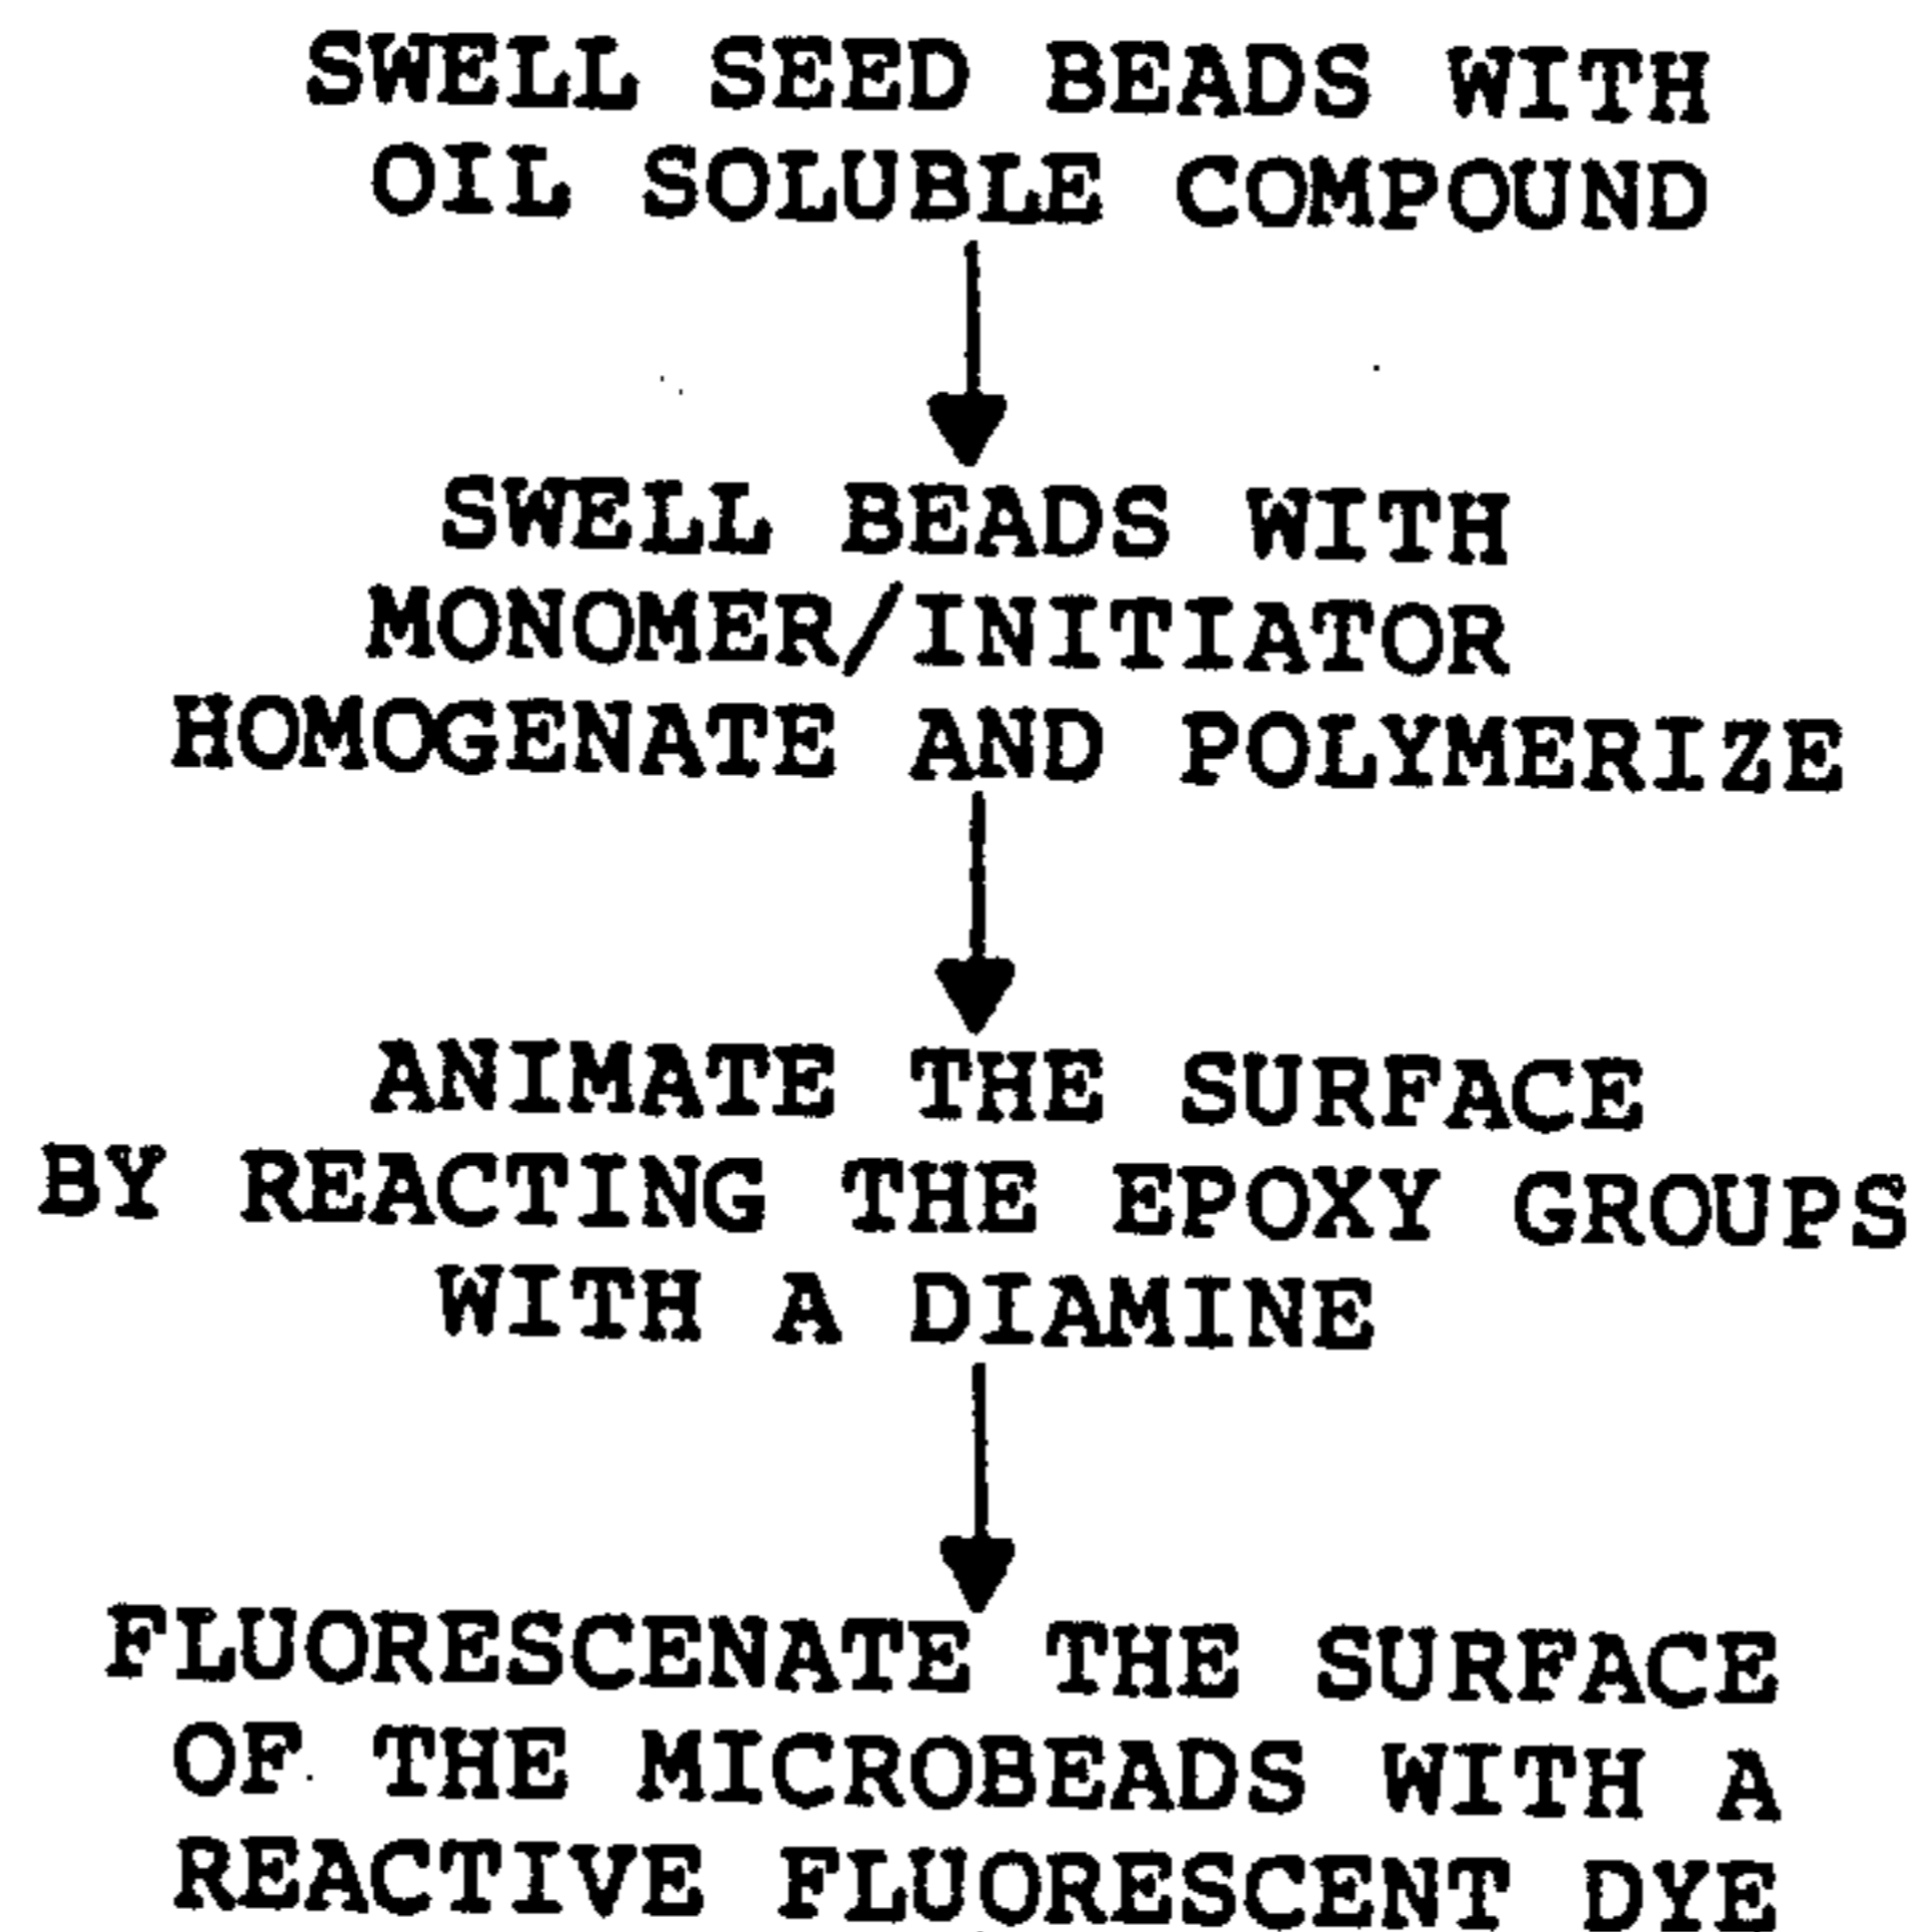 SWELL SEED BEADS WITH
OIL SOLUBLE COMPOUND
SWELL BEADS WITH
MONOMER/INITIATOR
HOMOGENATE AND POLYMERIZE
ANIMATE THE SURFACE
BY REACTING THE EPOXY GROUPS
WITH A DIAMINE
FLUORESCENATE THE SURFACE
OF THE MICROBEADS WITH A
REACTIVE FLUORESCENT DYE